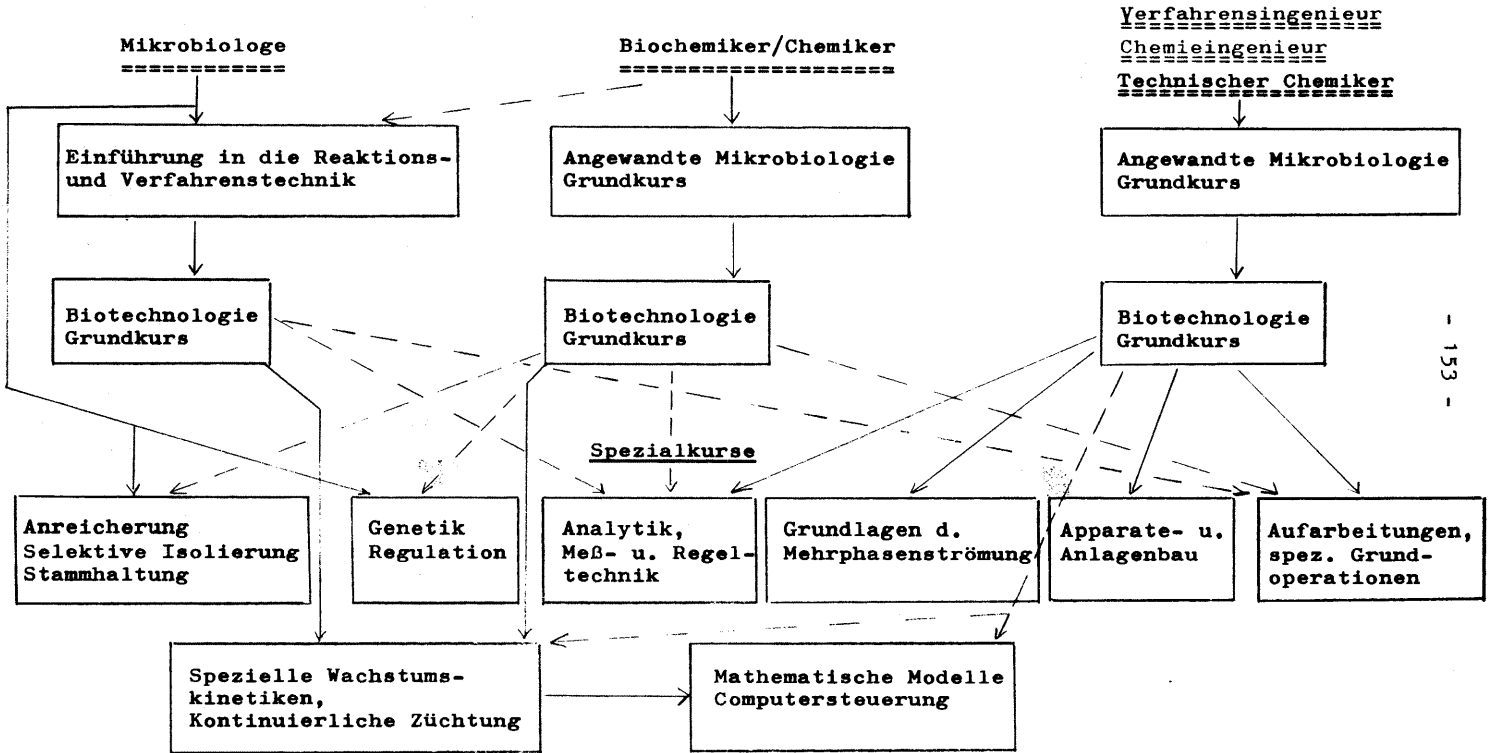 Mikrobiologe
Biochemiker/Chemiker
Verfahrensingenieur
Chemieingenieur
Technischer Chemiker
Einführung in die Reaktions-
und Verfahrenstechnik
Angewandte Mikrobiologie
Grundkurs
Angewandte Mikrobiologie
Grundkurs
Biotechnologie
Grundkurs
Biotechnologie
Grundkurs
Biotechnologie
Grundkurs
- 153 -
Spezialkurse
Anreicherung
Selektive Isolierung
Stammhaltung
Genetik
Regulation
Analytik,
Meß- u. Regel-
technik
Grundlagen d.
Mehrphasenströmung
Apparate- u.
Anlagenbau
Aufarbeitungen,
spez. Grund-
operationen
Spezielle Wachstums-
kinetiken,
Kontinuierliche Züchtung
Mathematische Modelle
Computersteuerung